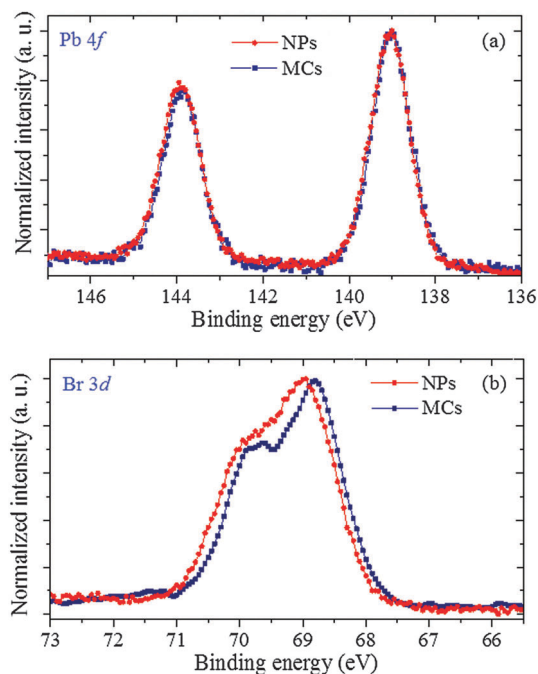 Pb 4f
NPs
MCs
(a)
Normalized intensity (a. u.)
146 144 142 140 138 136
Binding energy (eV)
Br 3d
NPs
MCs
(b)
Normalized intensity (a. u.)
73 72 71 70 69 68 67 66
Binding energy (eV)